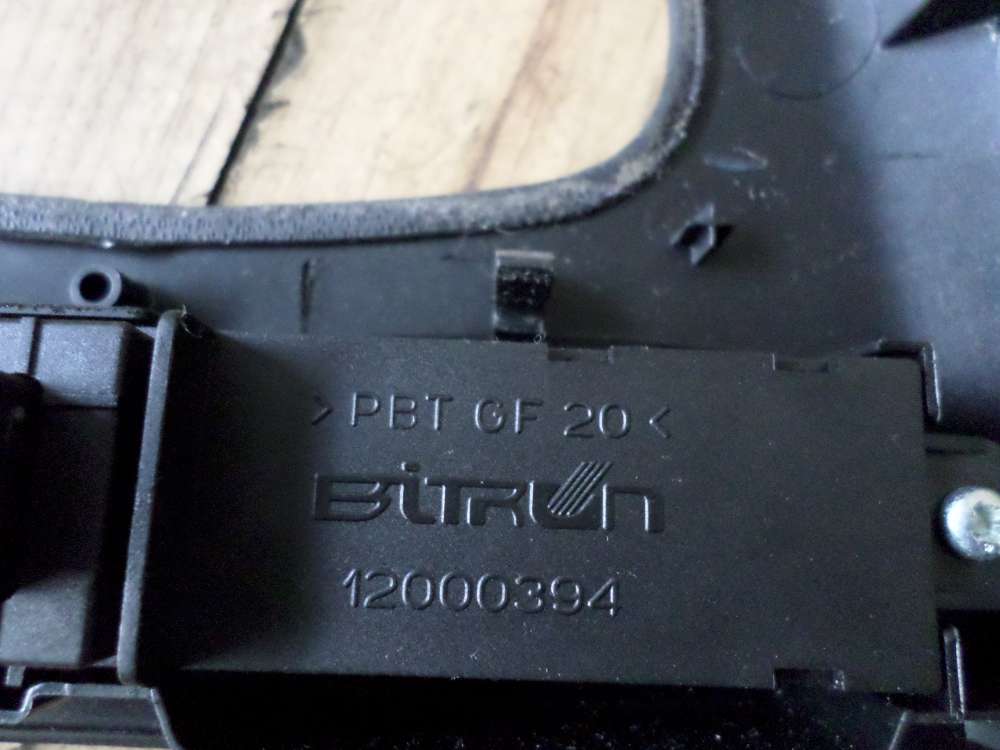 >PBT GF 20<
BiTRON
12000394